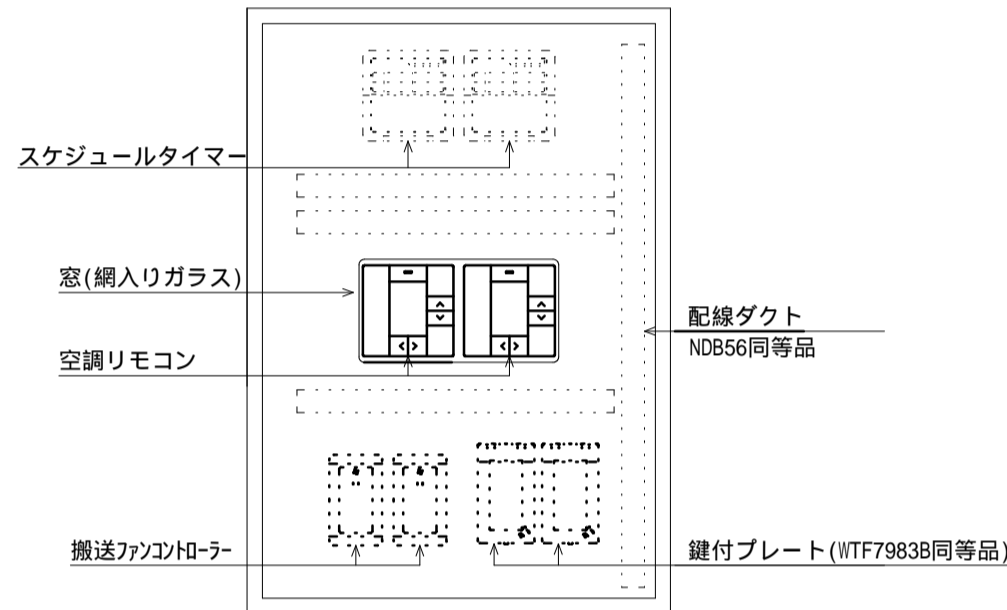 スケジュールタイマー
窓(網入りガラス)
配線ダクト
NDB56同等品
空調リモコン
搬送ファンコントローラー
鍵付プレート(WTF7983B同等品)